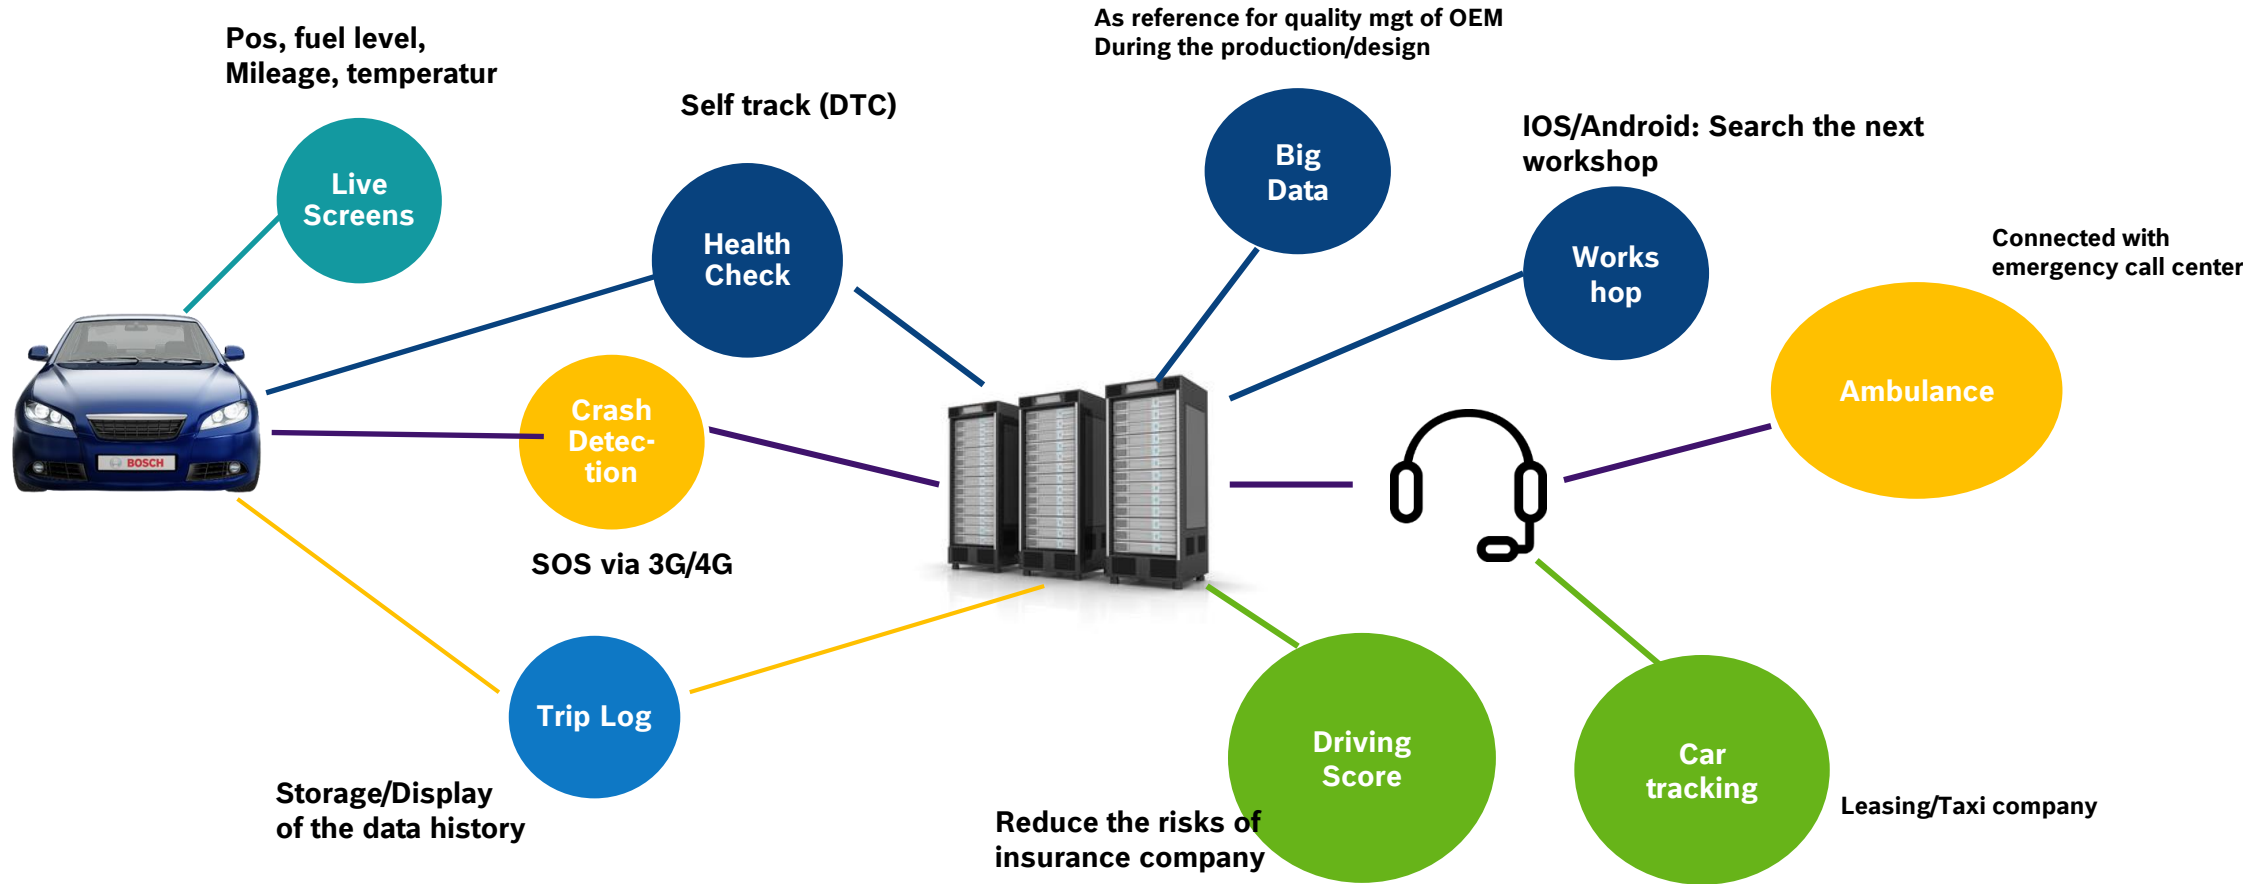 As reference for quality mgt of OEM
During the production/design
Pos, fuel level,
Mileage, temperatur
Self track (DTC)
IOS/Android: Search the next
workshop
Live
Screens
Health
Check
Big
Data
Works
hop
Connected with
emergency call center
Crash
Detec-
tion
Ambulance
BOSCH
SOS via 3G/4G
Trip Log
Driving
Score
Car
tracking
Storage/Display
of the data history
Reduce the risks of
insurance company
Leasing/Taxi company